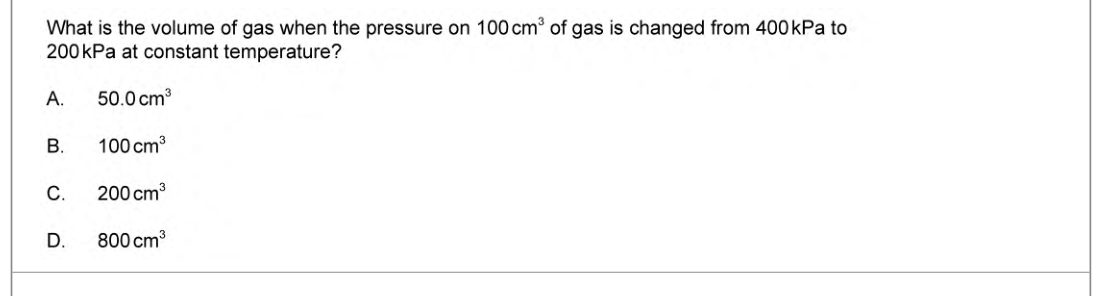 What is the volume of gas when the pressure on 100 cm³ of gas is changed from 400 kPa to
200 kPa at constant temperature?
A. 50.0 cm³
B. 100 cm³
C. 200 cm³
D. 800 cm³